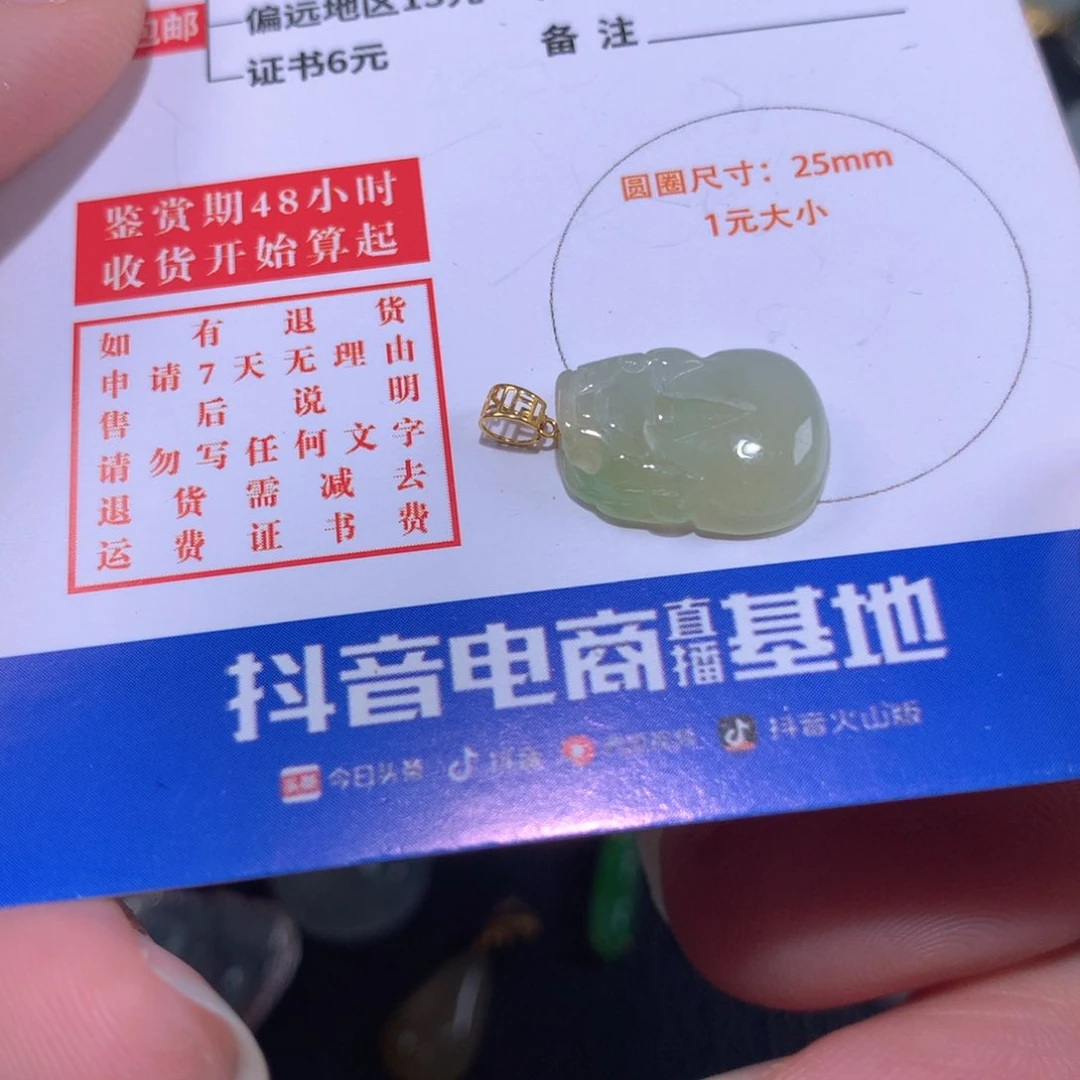 包邮
偏远地区15元
证书6元
备注
鉴赏期48小时
收货开始算起
如有退货
申请7天无理由
售后说明
请勿写任何文字
退货需减去
运费证书费
圆圈尺寸：25mm
1元大小
抖音电商直播基地
今日头条 抖音 抖音火山版